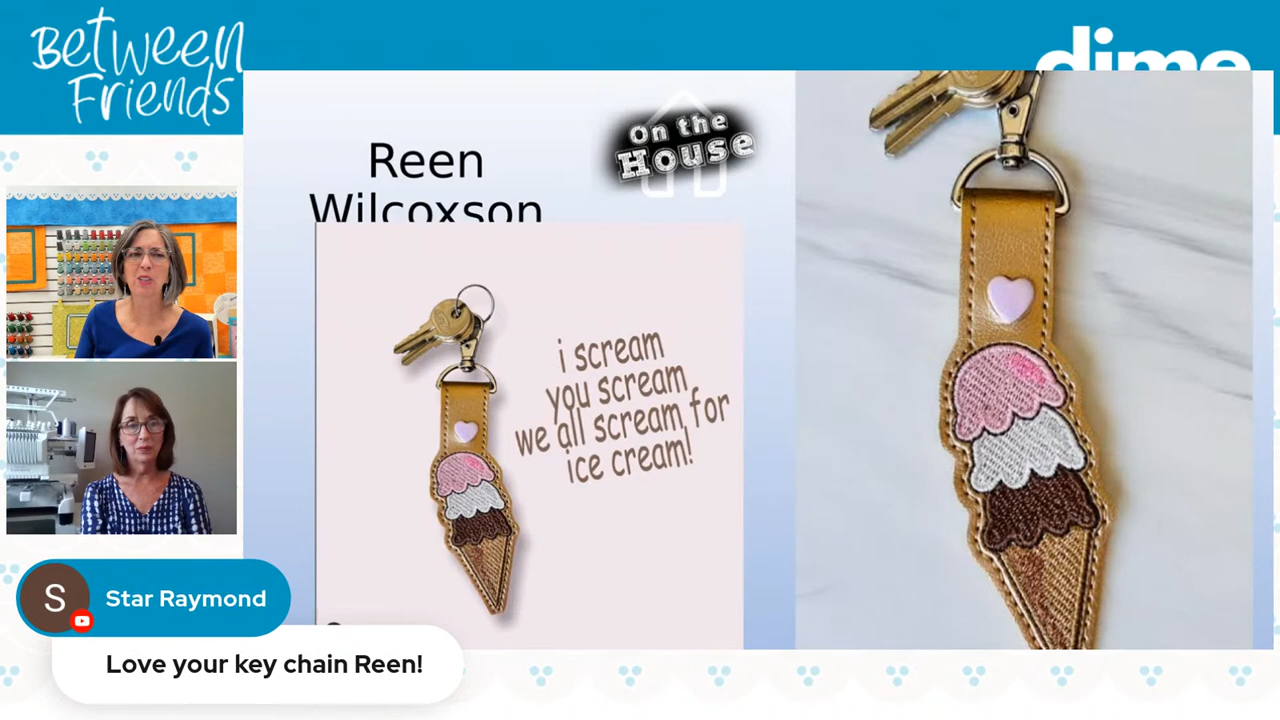 Between
Friends
dime
Reen
Wilcoxson
On the
House
i scream
you scream
we all scream for
ice cream!
S
Star Raymond
Love your key chain Reen!